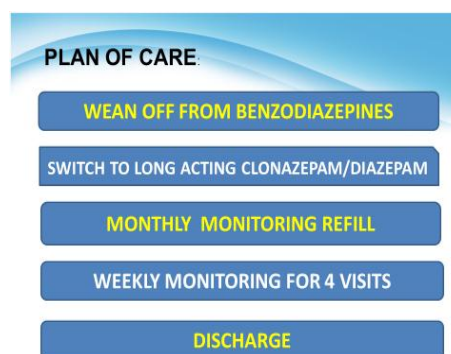 PLAN OF CARE:
WEAN OFF FROM BENZODIAZEPINES
SWITCH TO LONG ACTING CLONAZEPAM/DIAZEPAM
MONTHLY MONITORING REFILL
WEEKLY MONITORING FOR 4 VISITS
DISCHARGE